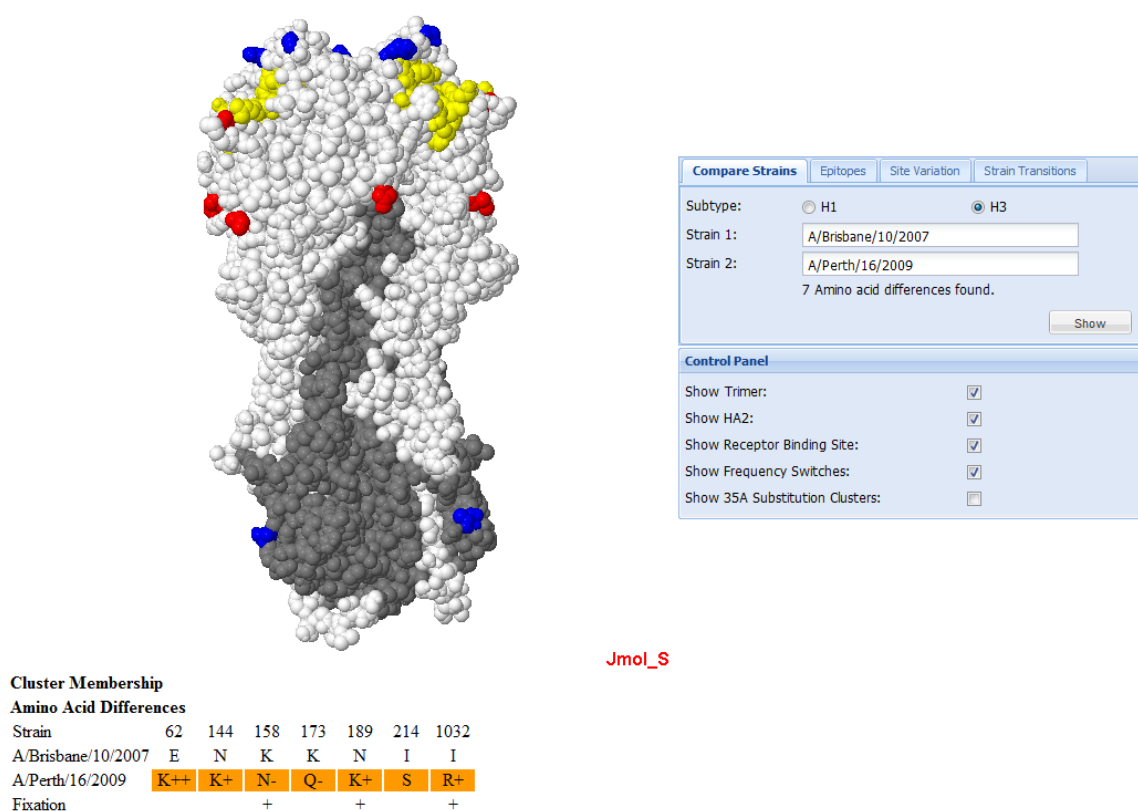 Compare Strains Epitopes Site Variation Strain Transitions
Subtype: H1 H3
Strain 1: A/Brisbane/10/2007
Strain 2: A/Perth/16/2009
7 Amino acid differences found.
Show
Control Panel
Show Trimer:
Show HA2:
Show Receptor Binding Site:
Show Frequency Switches:
Show 35A Substitution Clusters:
Jmol_S
Cluster Membership
Amino Acid Differences
Strain 62 144 158 173 189 214 1032
A/Brisbane/10/2007 E N K K N I I
A/Perth/16/2009 K++ K+ N- Q- K+ S R+
Fixation + + +